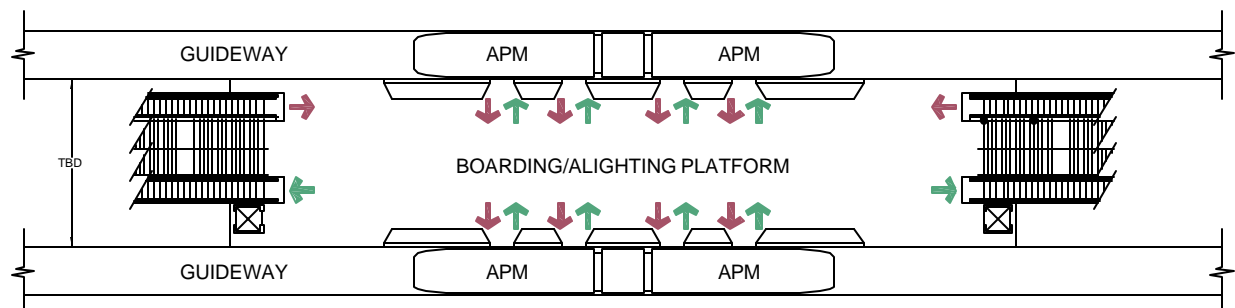 GUIDEWAY APM APM
TBD
BOARDING/ALIGHTING PLATFORM
GUIDEWAY APM APM